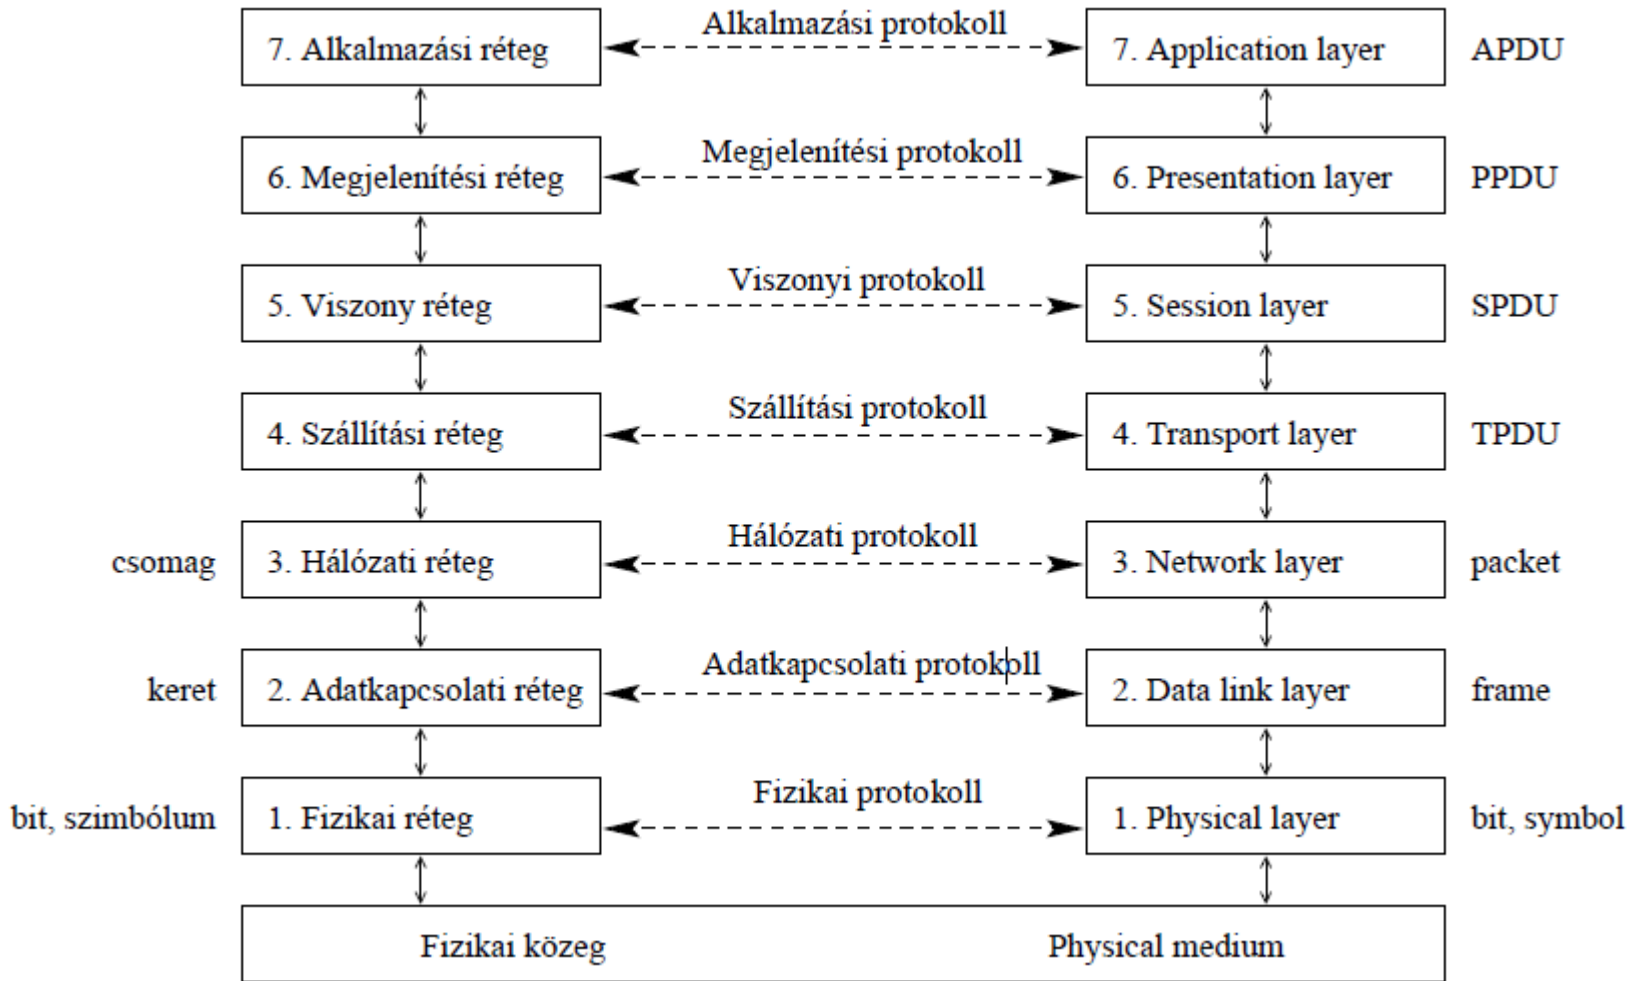 Alkalmazási protokoll
7. Alkalmazási réteg
7. Application layer
APDU
Megjelenítési protokoll
6. Megjelenítési réteg
6. Presentation layer
PPDU
Viszonyi protokoll
5. Viszony réteg
5. Session layer
SPDU
Szállítási protokoll
4. Szállítási réteg
4. Transport layer
TPDU
Hálózati protokoll
csomag
3. Hálózati réteg
3. Network layer
packet
Adatkapcsolati protokoll
keret
2. Adatkapcsolati réteg
2. Data link layer
frame
Fizikai protokoll
bit, szimbólum
1. Fizikai réteg
1. Physical layer
bit, symbol
Fizikai közeg
Physical medium